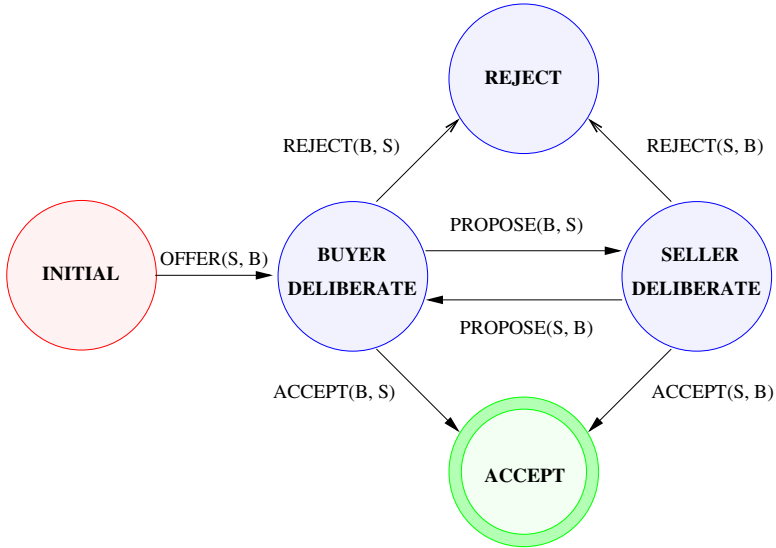 REJECT
REJECT(B, S)
REJECT(S, B)
INITIAL
OFFER(S, B)
BUYER
DELIBERATE
PROPOSE(B, S)
PROPOSE(S, B)
SELLER
DELIBERATE
ACCEPT(B, S)
ACCEPT(S, B)
ACCEPT